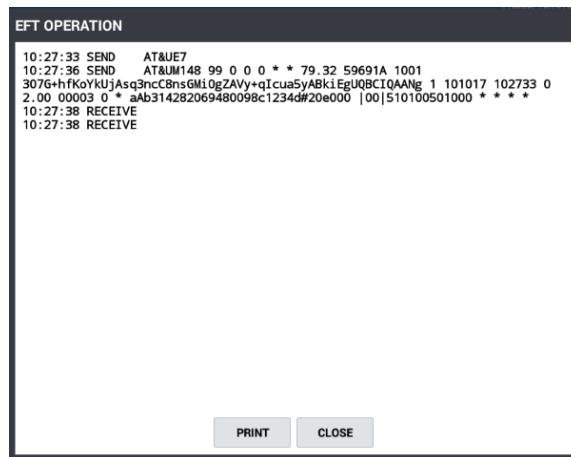 EFT OPERATION
10:27:33 SEND AT&UE7
10:27:36 SEND AT&UM148 99 0 0 0 * * 79.32 59691A 1001
307G+hfKoYkUjAsq3ncC8nsGMi0gZAVy+qIcua5yABkiEgUQBCIQAANg 1 101017 102733 0
2.00 00003 0 * aAb314282069480098c1234d#20e000 |00|510100501000 * * * *
10:27:38 RECEIVE
10:27:38 RECEIVE
PRINT CLOSE